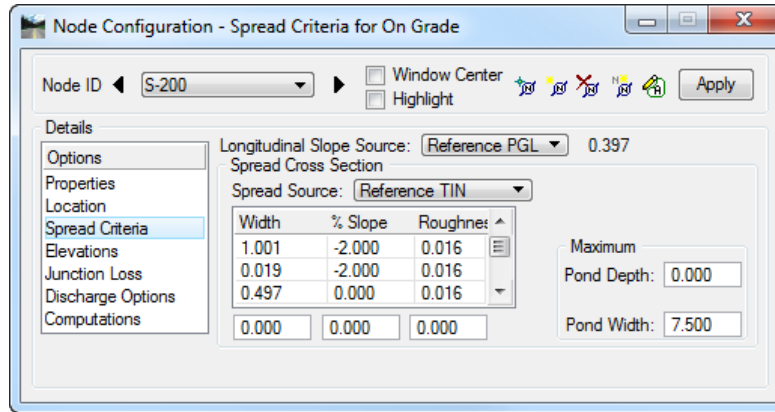 Node Configuration - Spread Criteria for On Grade
Node ID S-200 Window Center Highlight Apply
Details
Options
Properties
Location
Spread Criteria
Elevations
Junction Loss
Discharge Options
Computations
Longitudinal Slope Source: Reference PGL 0.397
Spread Cross Section
Spread Source: Reference TIN
Width % Slope Roughnes
1.001 -2.000 0.016
0.019 -2.000 0.016
0.497 0.000 0.016
0.000 0.000 0.000
Maximum
Pond Depth: 0.000
Pond Width: 7.500